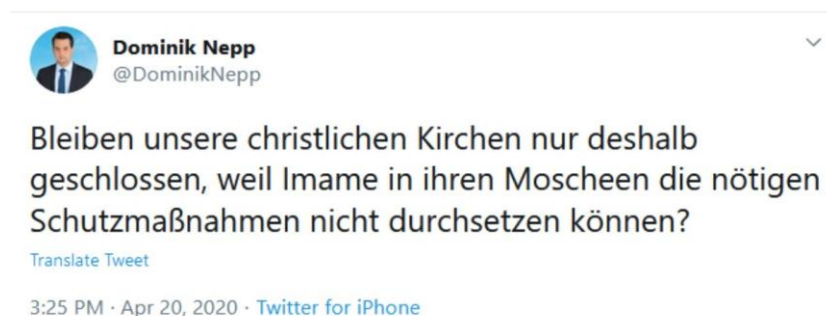 Dominik Nepp
@DominikNepp
Bleiben unsere christlichen Kirchen nur deshalb
geschlossen, weil Imame in ihren Moscheen die nötigen
Schutzmaßnahmen nicht durchsetzen können?
Translate Tweet
3:25 PM · Apr 20, 2020 · Twitter for iPhone